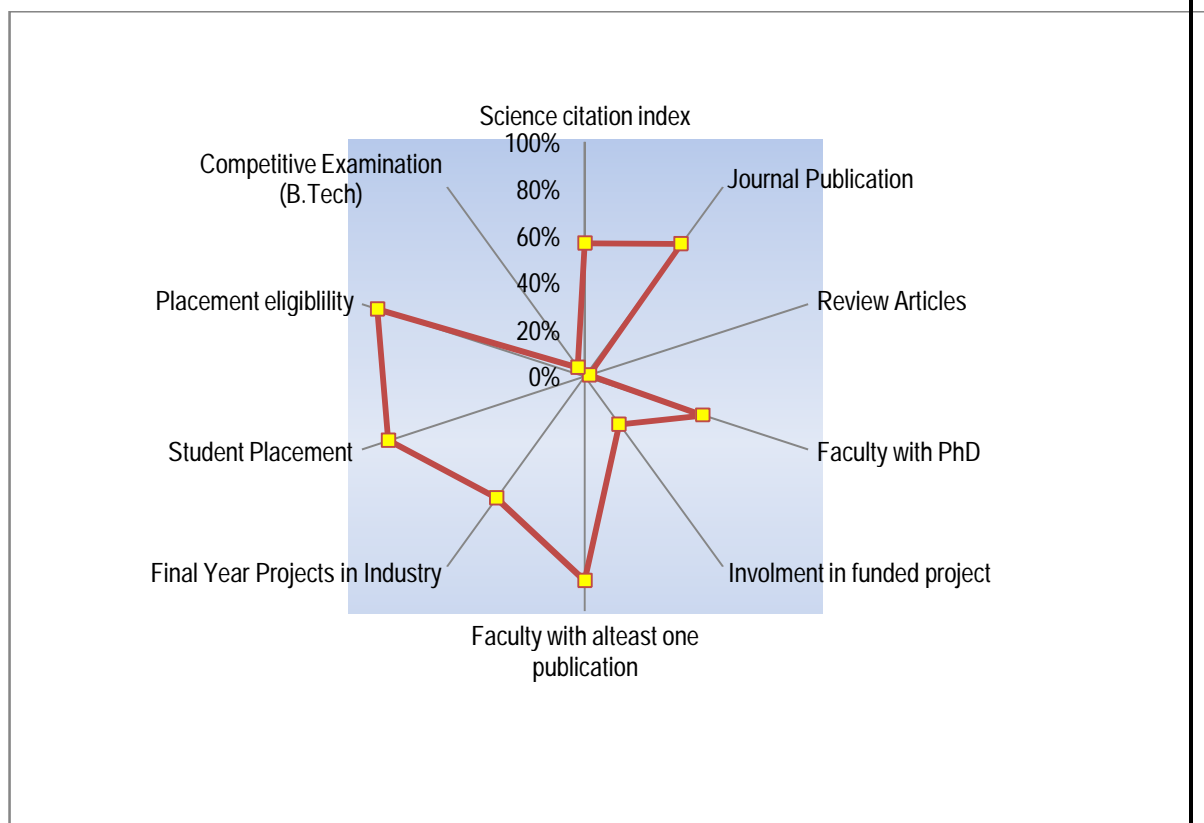 Science citation index
100%
Competitive Examination
(B.Tech)
80%
Journal Publication
60%
Placement eligiblility
40%
Review Articles
20%
0%
Student Placement
Faculty with PhD
Final Year Projects in Industry
Involment in funded project
Faculty with alteast one
publication